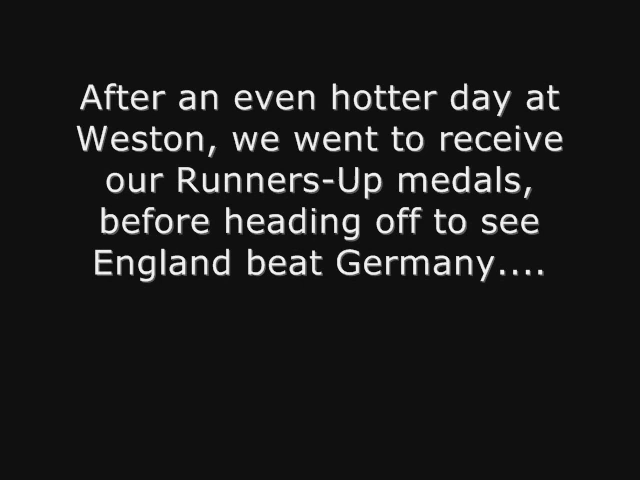 After an even hotter day at
Weston, we went to receive
our Runners-Up medals,
before heading off to see
England beat Germany....